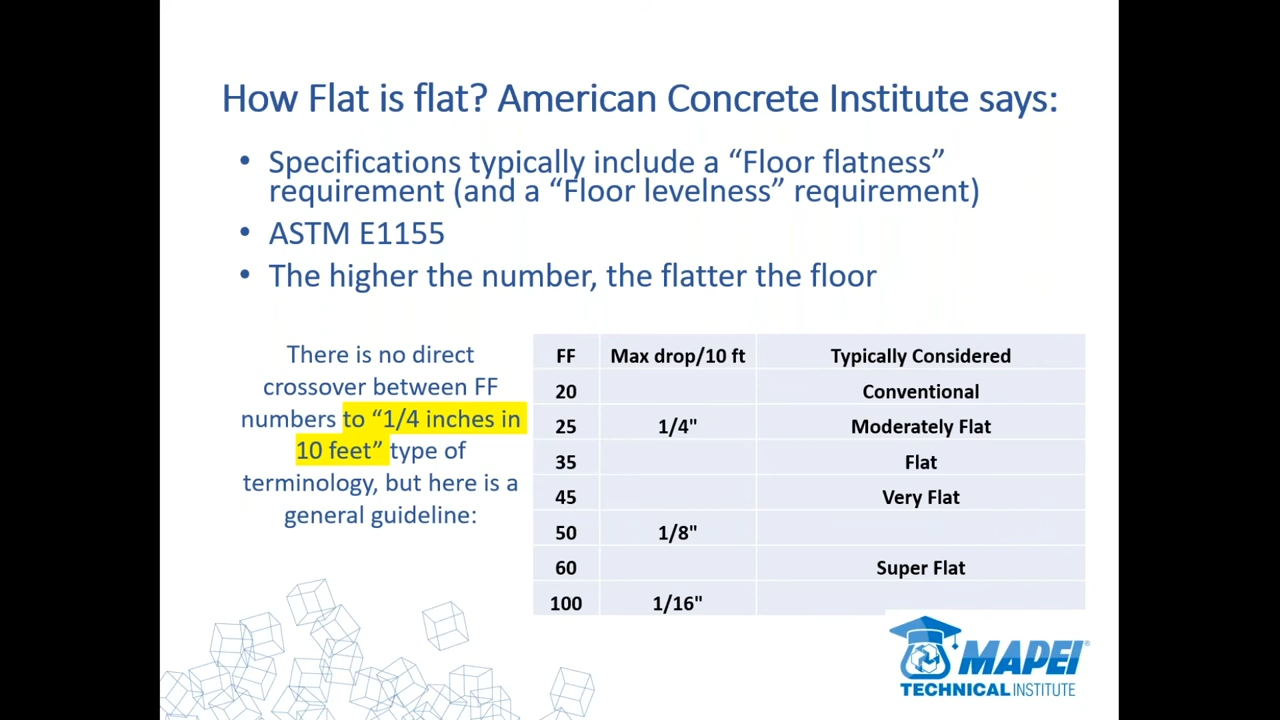 How Flat is flat? American Concrete Institute says:
• Specifications typically include a “Floor flatness”
requirement (and a “Floor levelness” requirement)
• ASTM E1155
• The higher the number, the flatter the floor
There is no direct
crossover between FF
numbers to “1/4 inches in
10 feet” type of
terminology, but here is a
general guideline:
FF Max drop/10 ft Typically Considered
20 Conventional
25 1/4" Moderately Flat
35 Flat
45 Very Flat
50 1/8"
60 Super Flat
100 1/16"
MAPEI®
TECHNICAL INSTITUTE